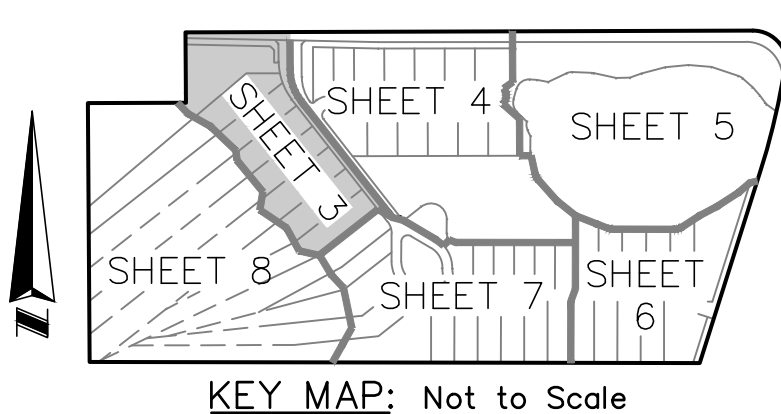 SHEET 3
SHEET 4
SHEET 5
SHEET 8
SHEET 7
SHEET
6
N
KEY MAP: Not to Scale